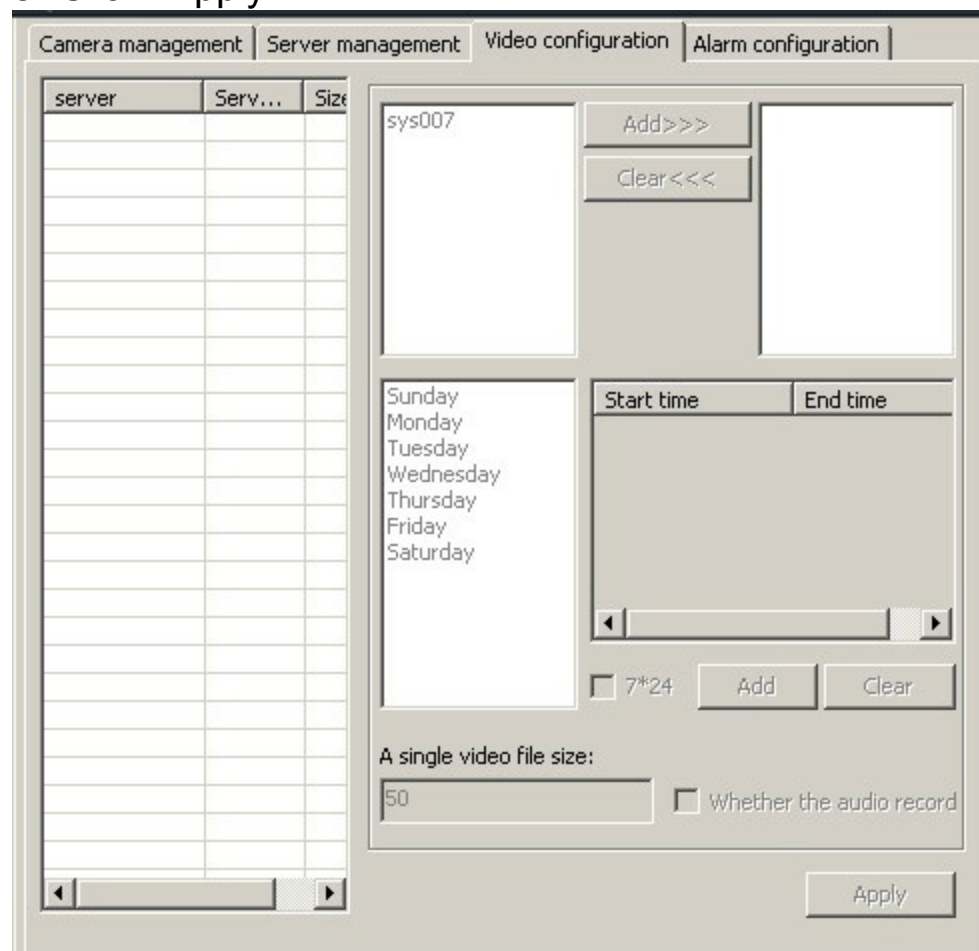 Camera management Server management Video configuration Alarm configuration
server Serv... Size
sys007
Add>>>
Clear<<<
Sunday
Monday
Tuesday
Wednesday
Thursday
Friday
Saturday
Start time End time
7*24 Add Clear
A single video file size:
50 Whether the audio record
Apply